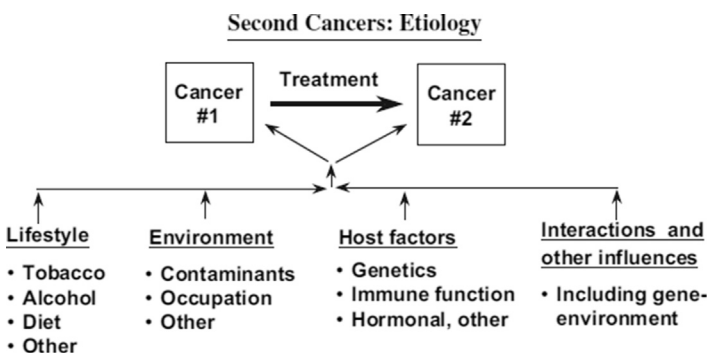 Second Cancers: Etiology
Treatment
Cancer
#1
Cancer
#2
Lifestyle
• Tobacco
• Alcohol
• Diet
• Other
Environment
• Contaminants
• Occupation
• Other
Host factors
• Genetics
• Immune function
• Hormonal, other
Interactions and
other influences
• Including gene-
environment